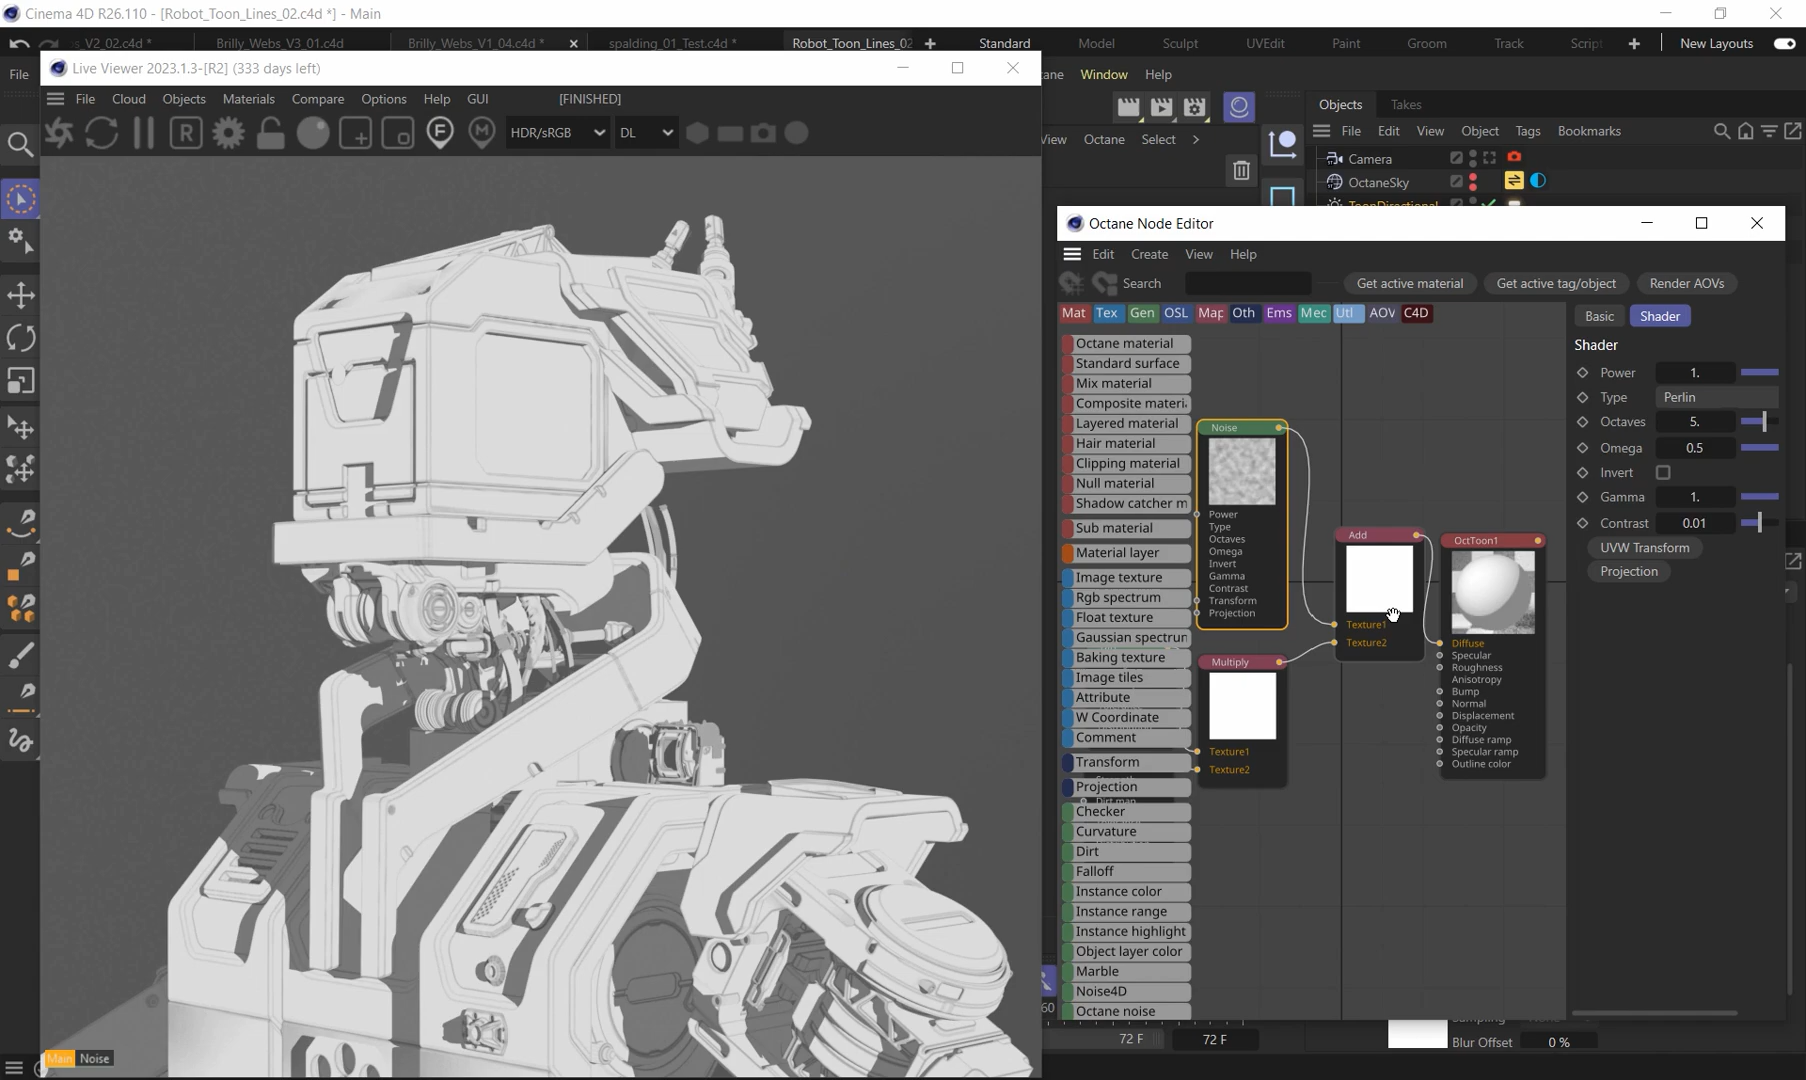 Cinema 4D R26.110 - [Robot_Toon_Lines_02.c4d *] - Main
s_V2_02.c4d *
Brilly_Webs_V3_01.c4d
Brilly_Webs_V1_04.c4d *
spalding_01_Test.c4d *
Robot_Toon_Lines_02
Standard
Model
Sculpt
UVEdit
Paint
Groom
Track
Script
New Layouts
File
Live Viewer 2023.1.3-[R2] (333 days left)
File Cloud Objects Materials Compare Options Help GUI [FINISHED]
R
F
M
HDR/sRGB
DL
Main Noise
tane Window Help
View Octane Select
Objects Takes
File Edit View Object Tags Bookmarks
Camera
OctaneSky
ToonDirectional
Octane Node Editor
Edit Create View Help
Search
Get active material
Get active tag/object
Render AOVs
Mat Tex Gen OSL Map Oth Ems Mec Utl AOV C4D
Octane material
Standard surface
Mix material
Composite materi
Layered material
Hair material
Clipping material
Null material
Shadow catcher m
Sub material
Material layer
Image texture
Rgb spectrum
Float texture
Gaussian spectrun
Baking texture
Image tiles
Attribute
W Coordinate
Comment
Transform
Projection
Dirt map
Checker
Curvature
Dirt
Falloff
Instance color
Instance range
Instance highlight
Object layer color
Marble
Noise4D
Octane noise
Noise
Power
Type
Octaves
Omega
Invert
Gamma
Contrast
Transform
Projection
Multiply
Texture1
Texture2
Add
Texture1
Texture2
OctToon1
Diffuse
Specular
Roughness
Anisotropy
Bump
Normal
Displacement
Opacity
Diffuse ramp
Specular ramp
Outline color
Basic Shader
Shader
Power 1.
Type Perlin
Octaves 5.
Omega 0.5
Invert
Gamma 1.
Contrast 0.01
UVW Transform
Projection
60
72 F
72 F
Blur Offset 0 %